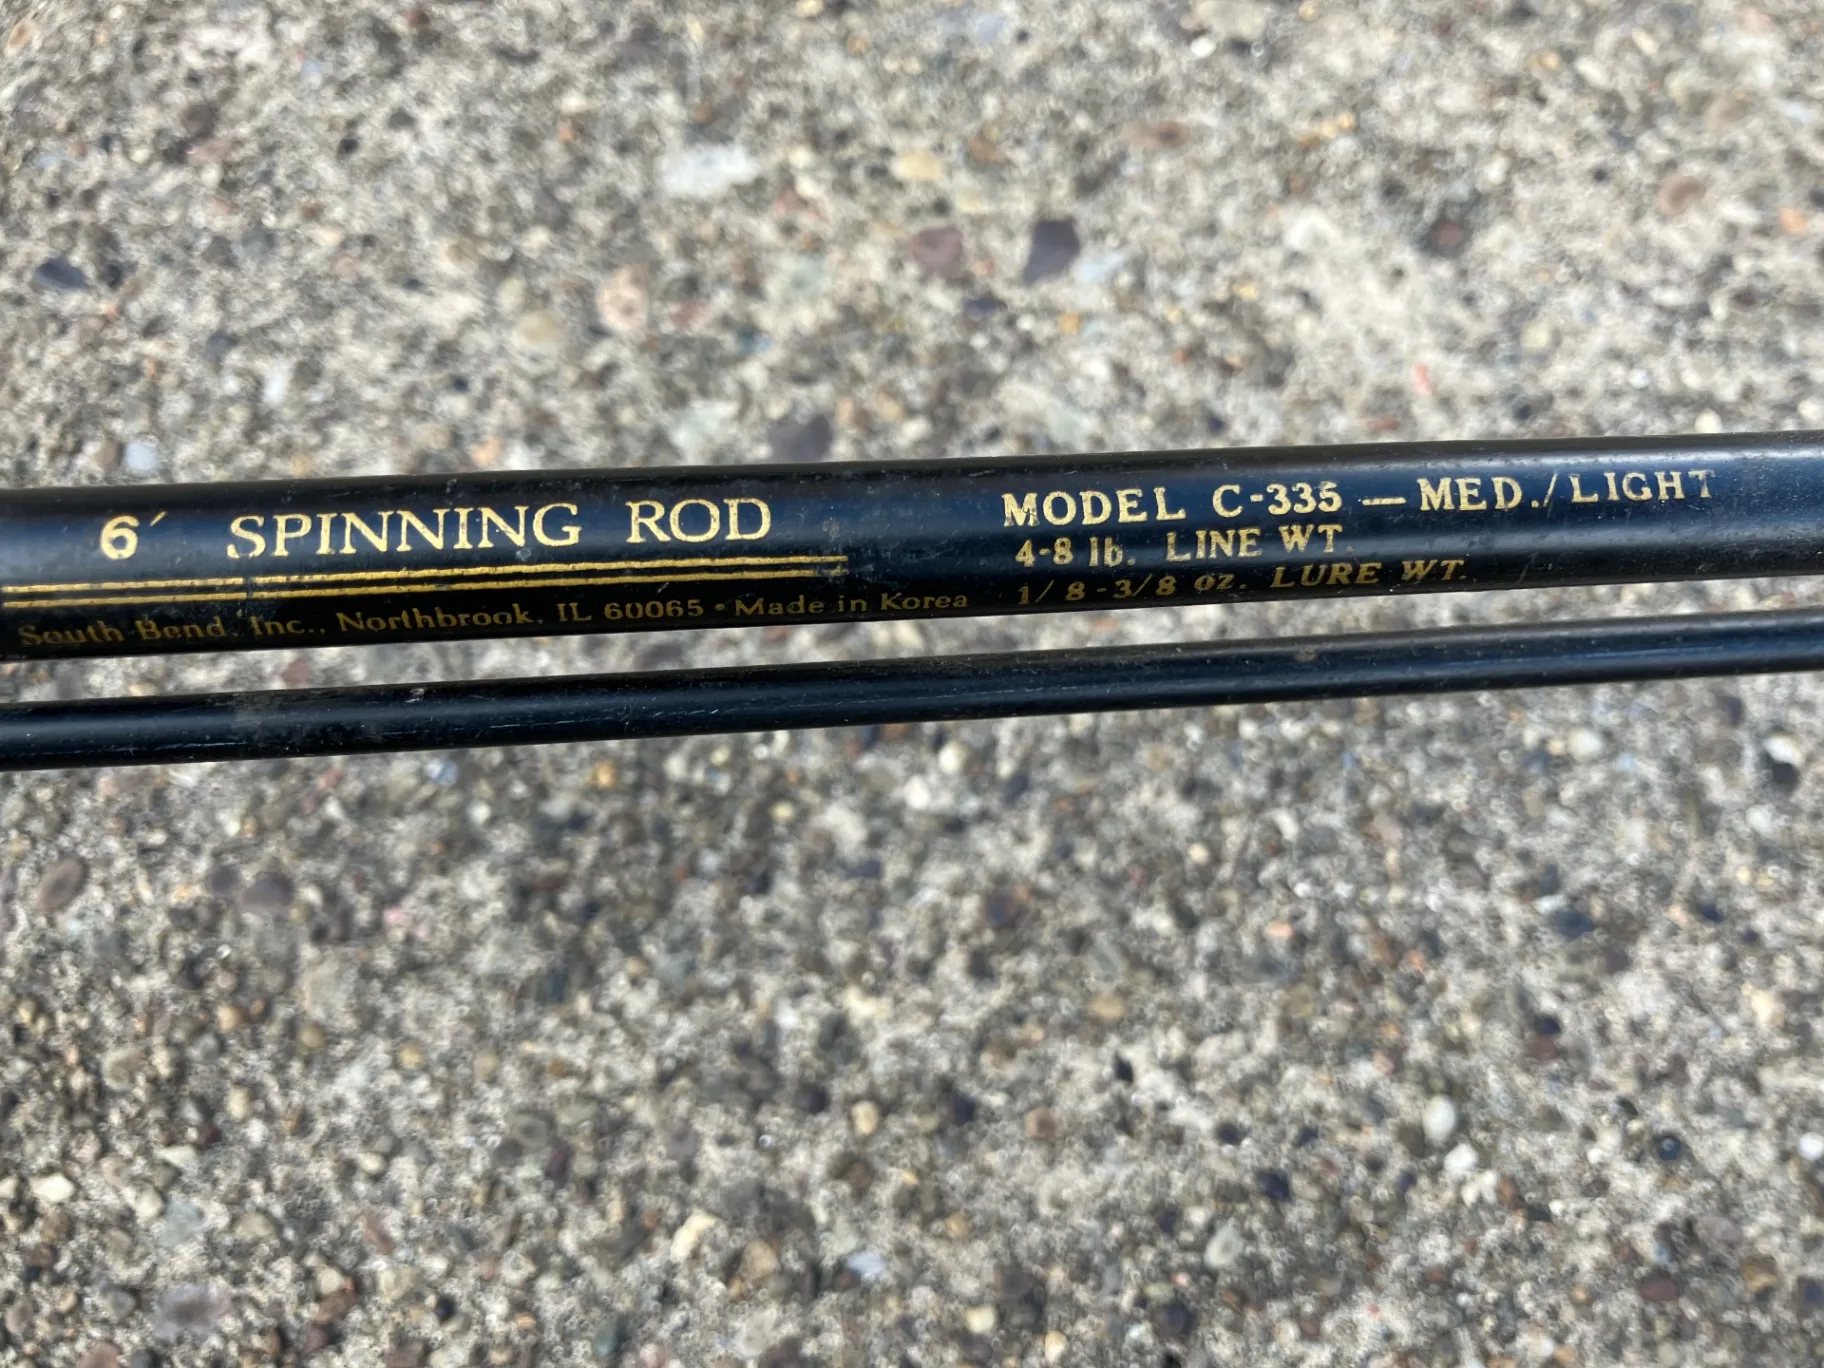 6´ SPINNING ROD
South Bend, Inc., Northbrook, IL 60065 • Made in Korea
MODEL C-335 — MED./LIGHT
4-8 lb. LINE WT.
1/8-3/8 oz. LURE WT.